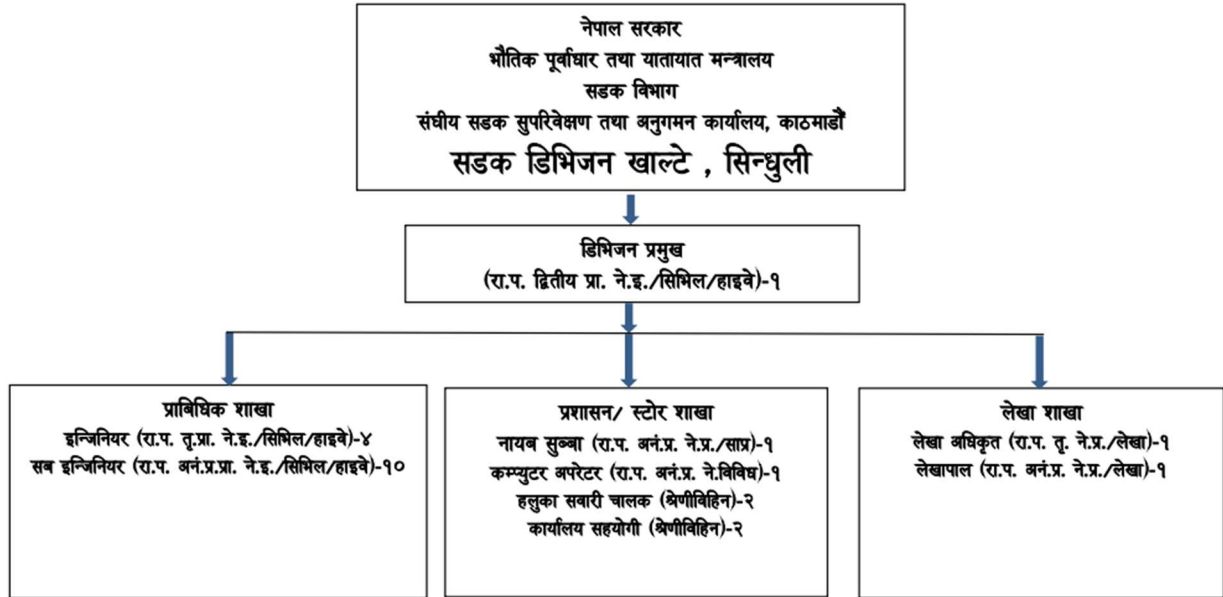 नेपाल सरकार
भौतिक पूर्वाधार तथा यातायात मन्त्रालय
सडक विभाग
संघीय सडक सुपरिवेक्षण तथा अनुगमन कार्यालय, काठमाडौं
सडक डिभिजन खाल्टे , सिन्धुली
डिभिजन प्रमुख
(रा.प. द्वितीय प्रा. ने.इ./सिभिल/हाइवे)-१
प्राबिधिक शाखा
इन्जिनियर (रा.प. तृ.प्रा. ने.इ./सिभिल/हाइवे)-४
सब इन्जिनियर (रा.प. अनं.प्र.प्रा. ने.इ./सिभिल/हाइवे)-१०
प्रशासन/ स्टोर शाखा
नायब सुब्बा (रा.प. अनं.प्र. ने.प्र./साप्र)-१
कम्प्युटर अपरेटर (रा.प. अनं.प्र. ने.विविध)-१
हलुका सवारी चालक (श्रेणीविहिन)-२
कार्यालय सहयोगी (श्रेणीविहिन)-२
लेखा शाखा
लेखा अधिकृत (रा.प. तृ. ने.प्र./लेखा)-१
लेखापाल (रा.प. अनं.प्र. ने.प्र./लेखा)-१